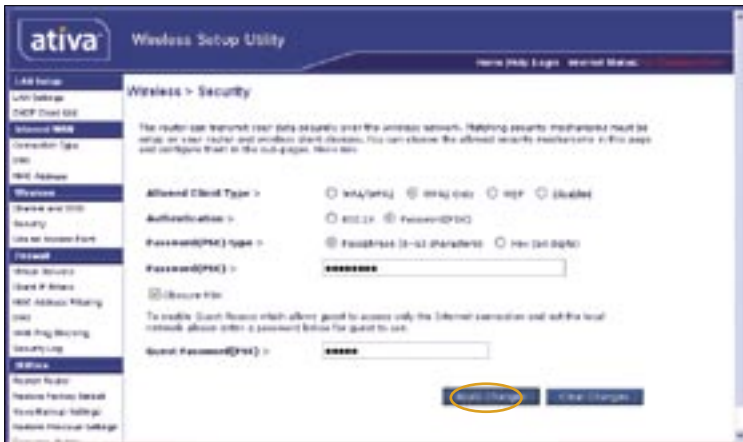 ativa
Wireless Setup Utility
Home |Help |Login Internet Status:
LAN Setup
LAN Settings
DHCP Client List
Internet WAN
Connection Type
DNS
MAC Address
Wireless
Channel and SSID
Security
Use as Access Point
Firewall
Virtual Servers
Client IP Filters
MAC Address Filtering
DMZ
WAN Ping Blocking
Security Log
Utilities
Restart Router
Restore Factory Default
Save/Backup Settings
Restore Previous Settings
Wireless > Security
The router can transmit your data securely over the wireless network. Matching security mechanisms must be
setup on your router and wireless client devices. You can choose the allowed security mechanisms in this page
and configure them in the sub-pages. More Info
Allowed Client Type > WPA/WPA2 WPA2 Only WEP Disabled
Authentication > 802.1X Password(PSK)
Password(PSK) type > Passphrase (8~63 characters) Hex (64 digits)
Password(PSK) >
Obscure PSK
To enable Guest Access which allows guest to access only the Internet connection and not the local
network please enter a password below for guest to use.
Guest Password(PSK) >
Apply Changes Clear Changes